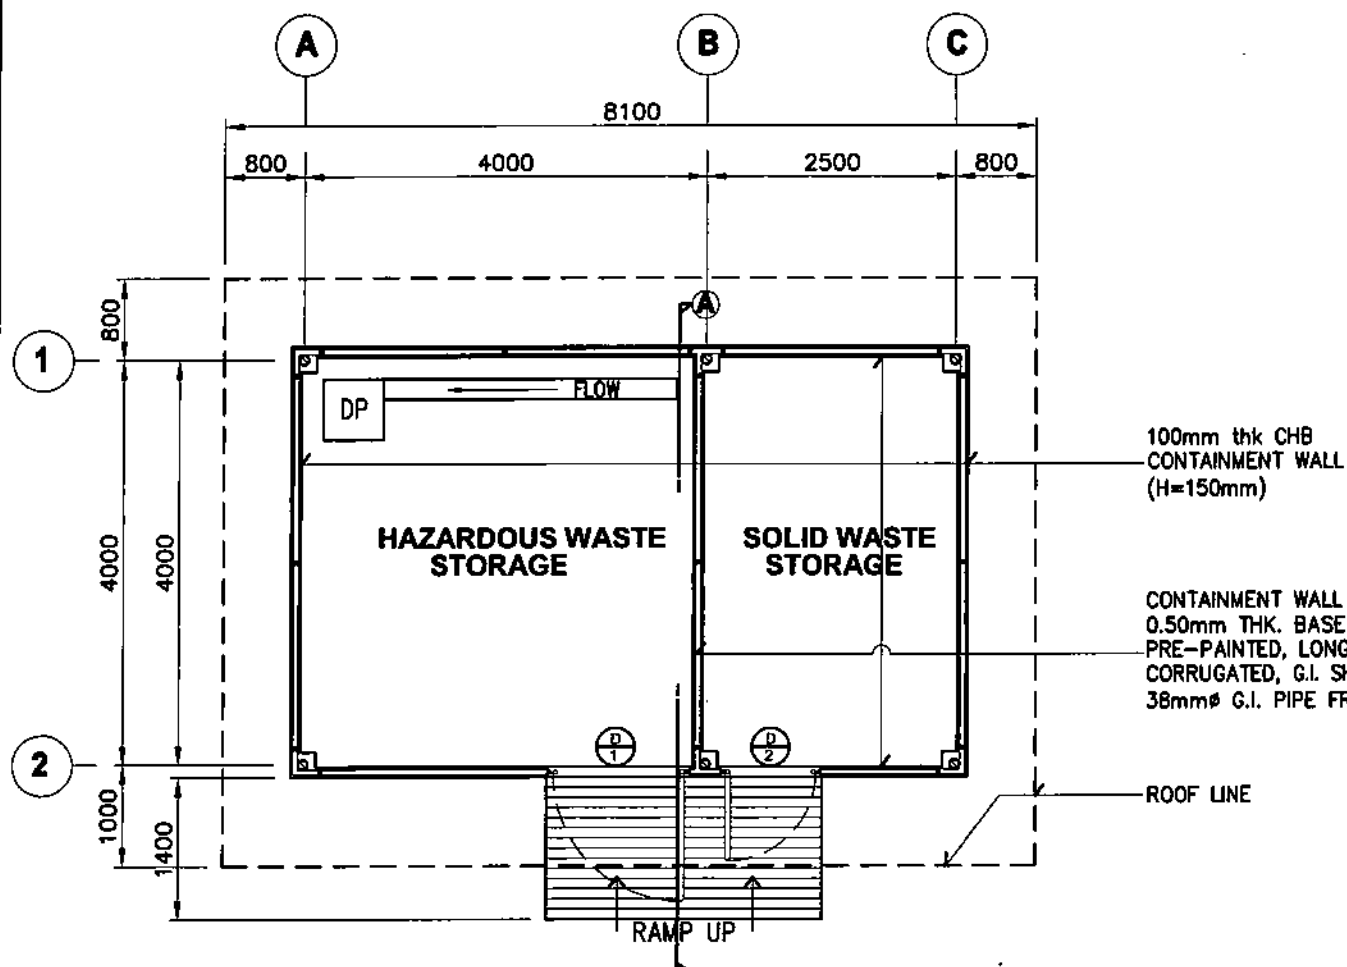 A
B
C
8100
800
4000
2500
800
800
A
1
FLOW
DP
100mm thk CHB
CONTAINMENT WALL
(H=150mm)
4000
4000
HAZARDOUS WASTE
STORAGE
SOLID WASTE
STORAGE
CONTAINMENT WALL
0.50mm THK. BASE
PRE-PAINTED, LONG
CORRUGATED, G.I. SH
38mmø G.I. PIPE FR
D
1
D
2
2
1000
1400
ROOF LINE
RAMP UP